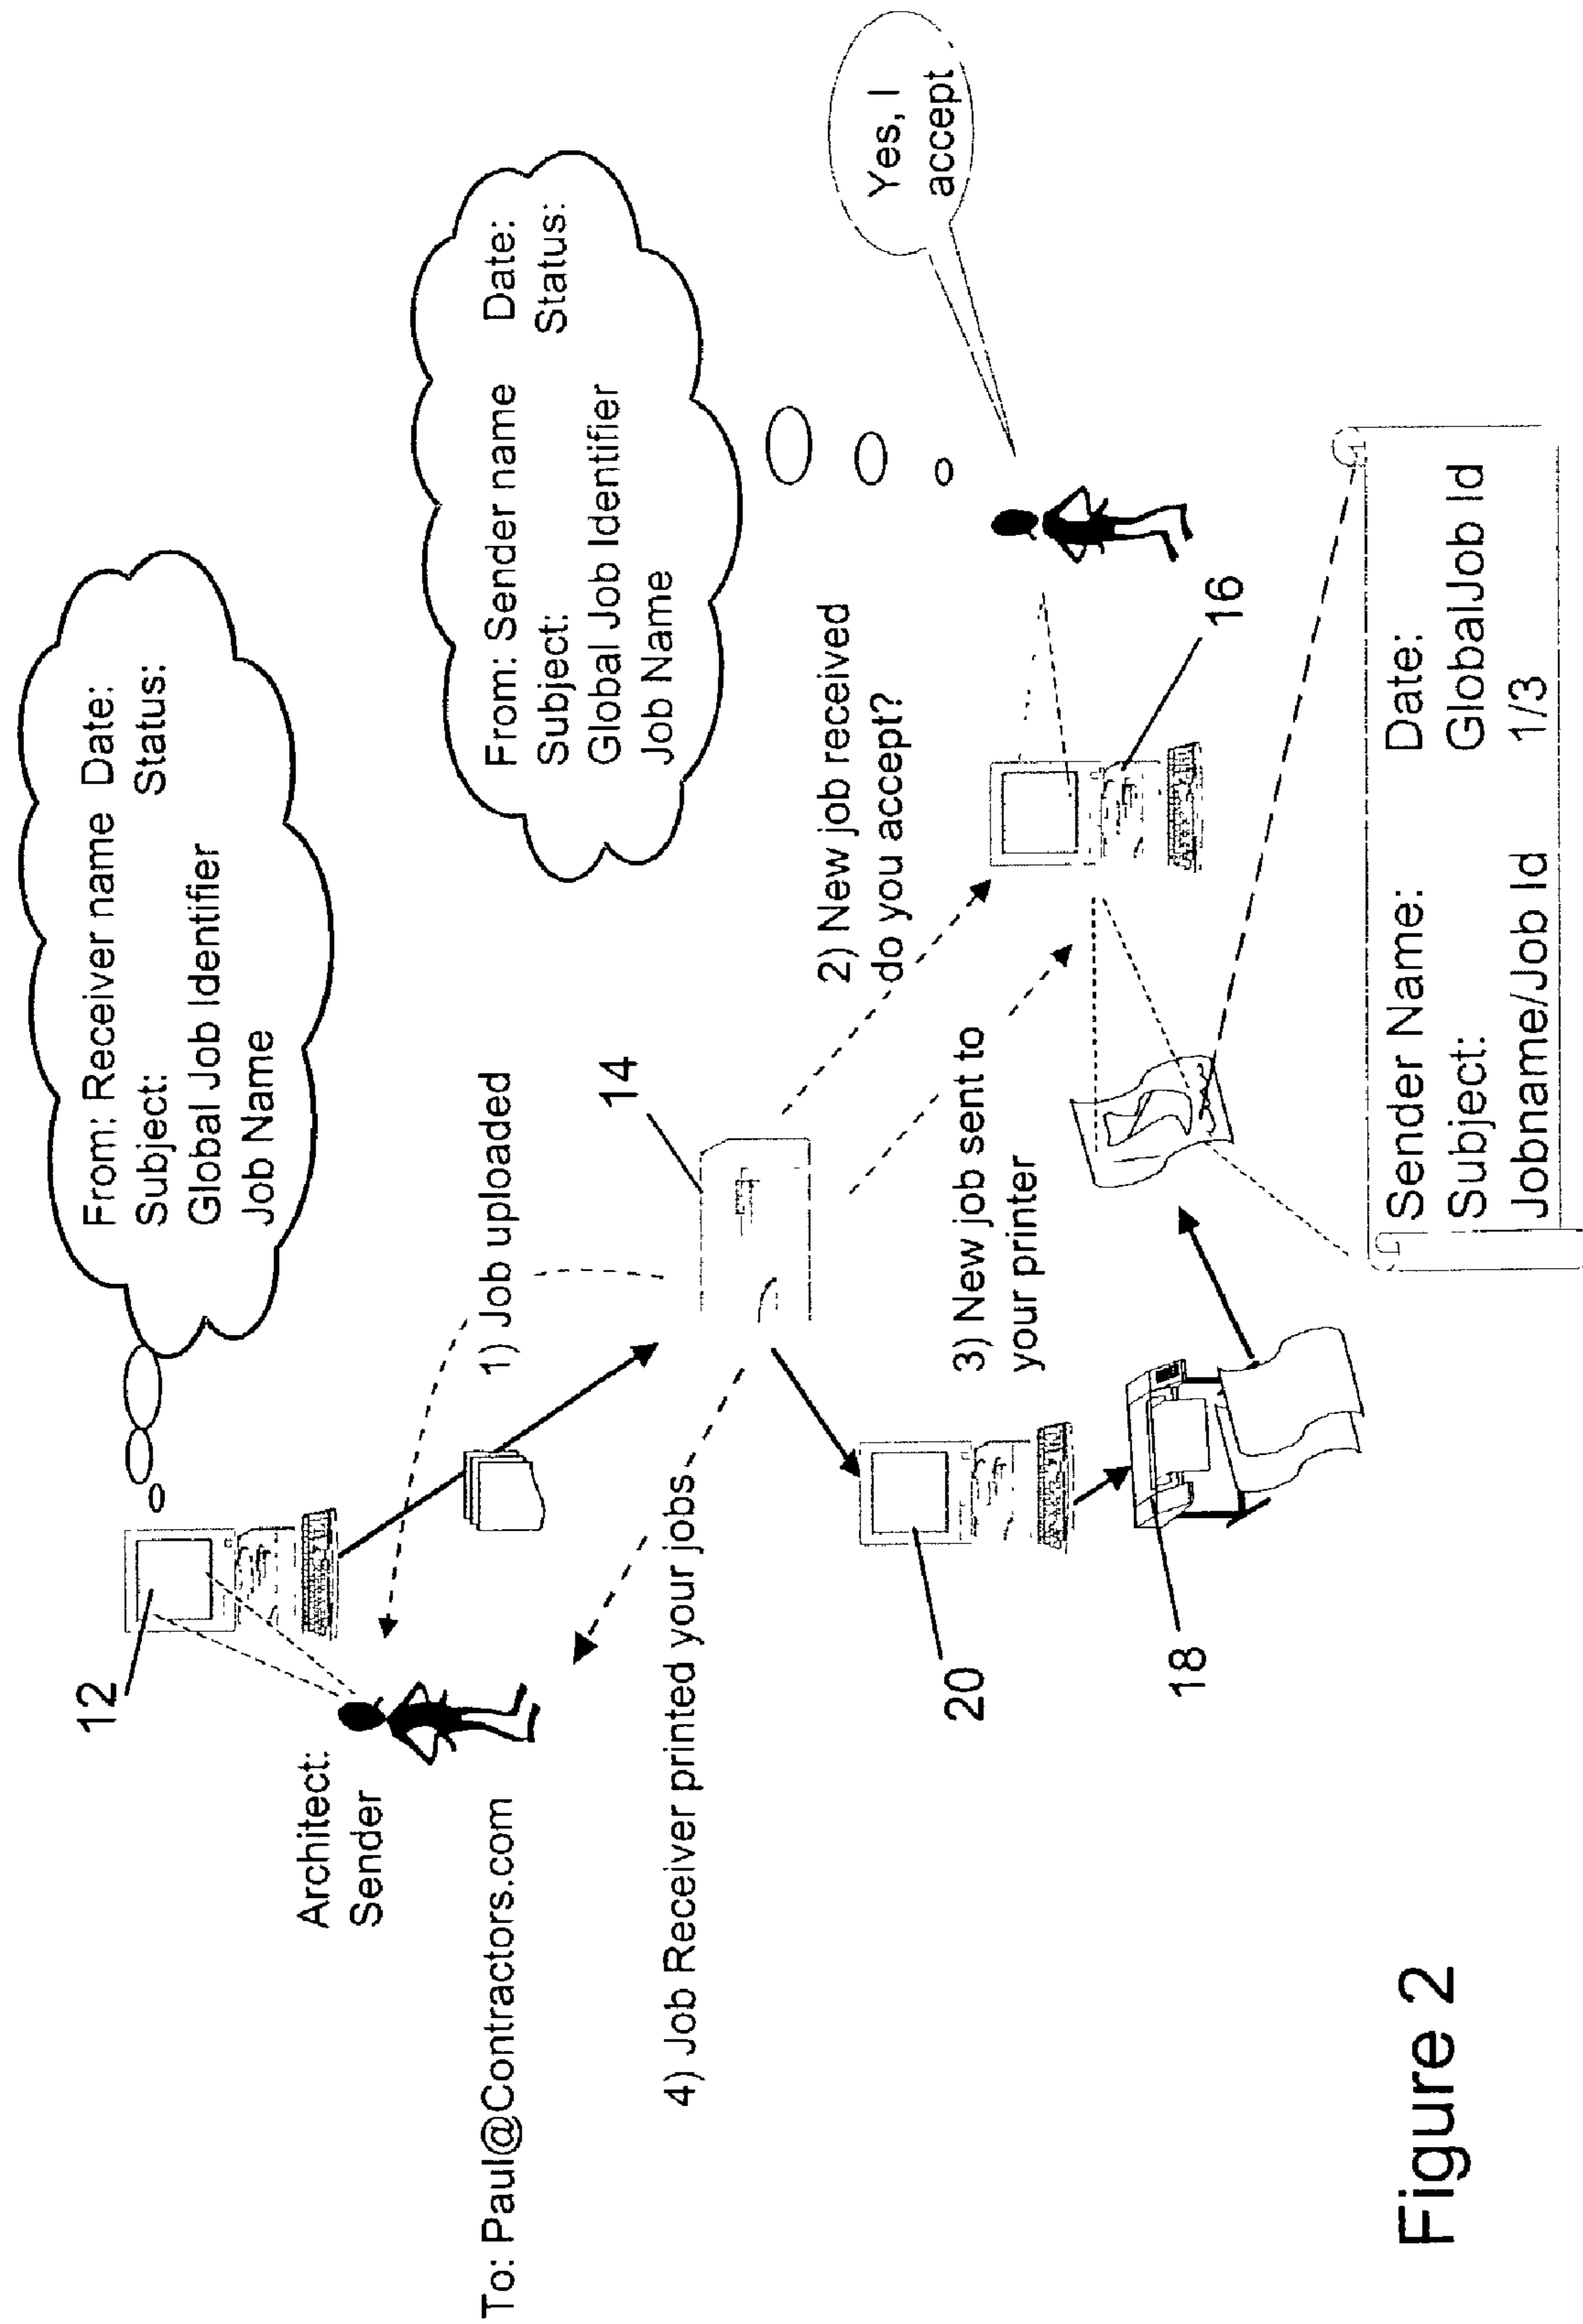 From: Receiver name Date:
Subject: Status:
Global Job Identifier
Job Name
12
Architect:
Sender
To: Paul@Contractors.com
1) Job uploaded
14
4) Job Receiver printed your jobs
From: Sender name Date:
Subject: Status:
Global Job Identifier
Job Name
Yes, I
accept
2) New job received
do you accept?
16
3) New job sent to
your printer
20
18
Sender Name: Date:
Subject: GlobalJob Id
Jobname/Job Id 1/3
Figure 2